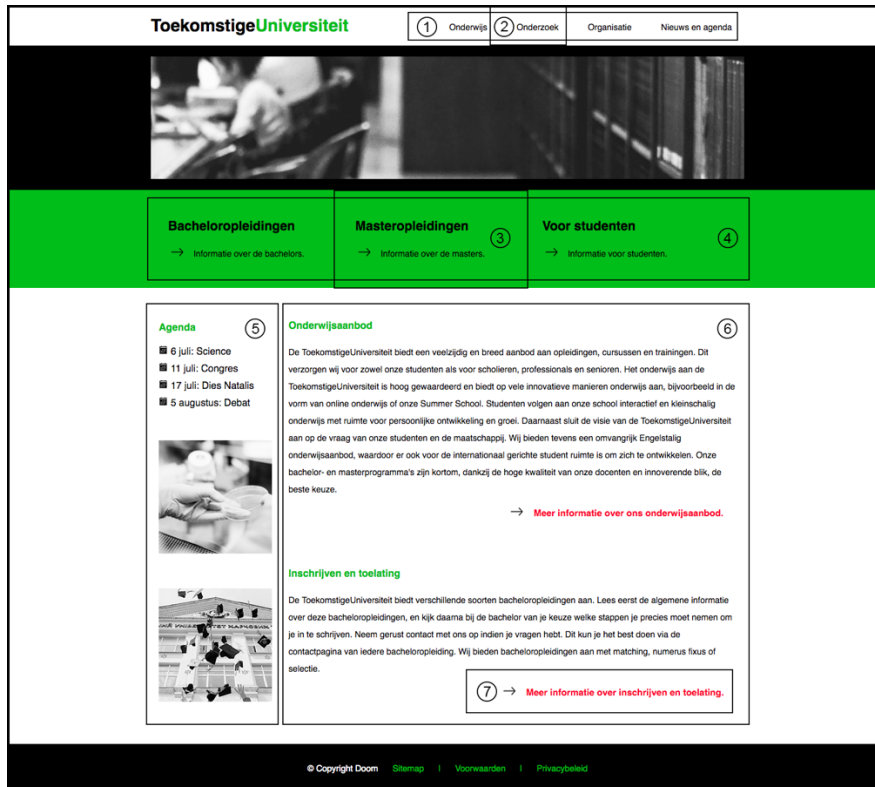 ToekomstigeUniversiteit
1 Onderwijs 2 Onderzoek Organisatie Nieuws en agenda
Bacheloropleidingen
Informatie over de bachelors.
Masteropleidingen
Informatie over de masters.
3
Voor studenten
Informatie voor studenten.
4
Agenda
5
6 juli: Science
11 juli: Congres
17 juli: Dies Natalis
5 augustus: Debat
Onderwijsaanbod
6
De ToekomstigeUniversiteit biedt een veelzijdig en breed aanbod aan opleidingen, cursussen en trainingen. Dit
verzorgen wij voor zowel onze studenten als voor scholieren, professionals en senioren. Het onderwijs aan de
ToekomstigeUniversiteit is hoog gewaardeerd en biedt op vele innovatieve manieren onderwijs aan, bijvoorbeeld in de
vorm van online onderwijs of onze Summer School. Studenten volgen aan onze school interactief en kleinschalig
onderwijs met ruimte voor persoonlijke ontwikkeling en groei. Daarnaast sluit de visie van de ToekomstigeUniversiteit
aan op de vraag van onze studenten en de maatschappij. Wij bieden tevens een omvangrijk Engelstalig
onderwijsaanbod, waardoor er ook voor de internationaal gerichte student ruimte is om zich te ontwikkelen. Onze
bachelor- en masterprogramma's zijn kortom, dankzij de hoge kwaliteit van onze docenten en innoverende blik, de
beste keuze.
Meer informatie over ons onderwijsaanbod.
Inschrijven en toelating
De ToekomstigeUniversiteit biedt verschillende soorten bacheloropleidingen aan. Lees eerst de algemene informatie
over deze bacheloropleidingen, en kijk daarna bij de bachelor van je keuze welke stappen je precies moet nemen om
je in te schrijven. Neem gerust contact met ons op indien je vragen hebt. Dit kun je het best doen via de
contactpagina van iedere bacheloropleiding. Wij bieden bacheloropleidingen aan met matching, numerus fixus of
selectie.
7 Meer informatie over inschrijven en toelating.
© Copyright Doom Sitemap I Voorwaarden I Privacybeleid